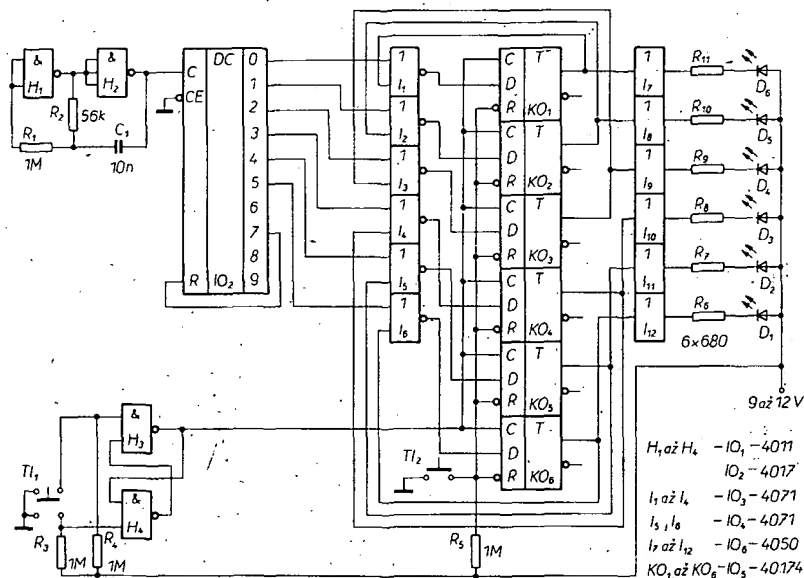 &
H₁
&
H₂
R₂
56k
R₁
1M
C₁
10n
C
DC
CE
R
IO₂
0
1
2
3
4
5
6
7
8
9
1
I₁
1
I₂
1
I₃
1
I₄
1
I₅
1
I₆
C T
D
R KO₁
C T
D
R KO₂
C T
D
R KO₃
C T
D
R KO₄
C T
D
R KO₅
C T
D
R KO₆
1
I₇
1
I₈
1
I₉
1
I₁₀
1
I₁₁
1
I₁₂
R₁₁
D₆
R₁₀
D₅
R₉
D₄
R₈
D₃
R₇
D₂
R₆
D₁
6×680
9 až 12 V
&
H₃
&
H₄
Tl₁
R₃
1M
R₄
1M
Tl₂
R₅
1M
H₁ až H₄ – IO₁ – 4011
IO₂ – 4017
I₁ až I₄ – IO₃ – 4071
I₅, I₆ – IO₄ – 4071
I₇ až I₁₂ – IO₆ – 4050
KO₁ až KO₆ – IO₅ – 40174